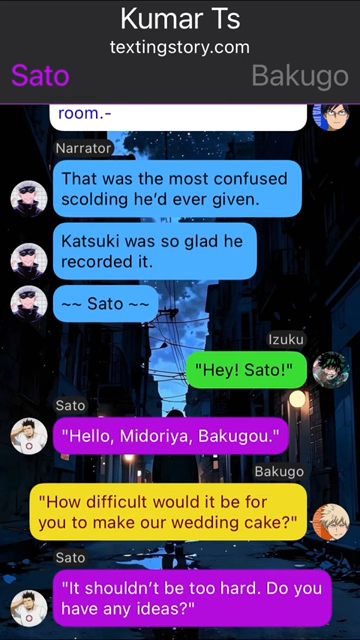 Kumar Ts
textingstory.com
Sato
Bakugo
room.-
Narrator
That was the most confused
scolding he’d ever given.
Katsuki was so glad he
recorded it.
~~ Sato ~~
Izuku
"Hey! Sato!"
Sato
"Hello, Midoriya, Bakugou."
Bakugo
"How difficult would it be for
you to make our wedding cake?"
Sato
"It shouldn’t be too hard. Do you
have any ideas?"